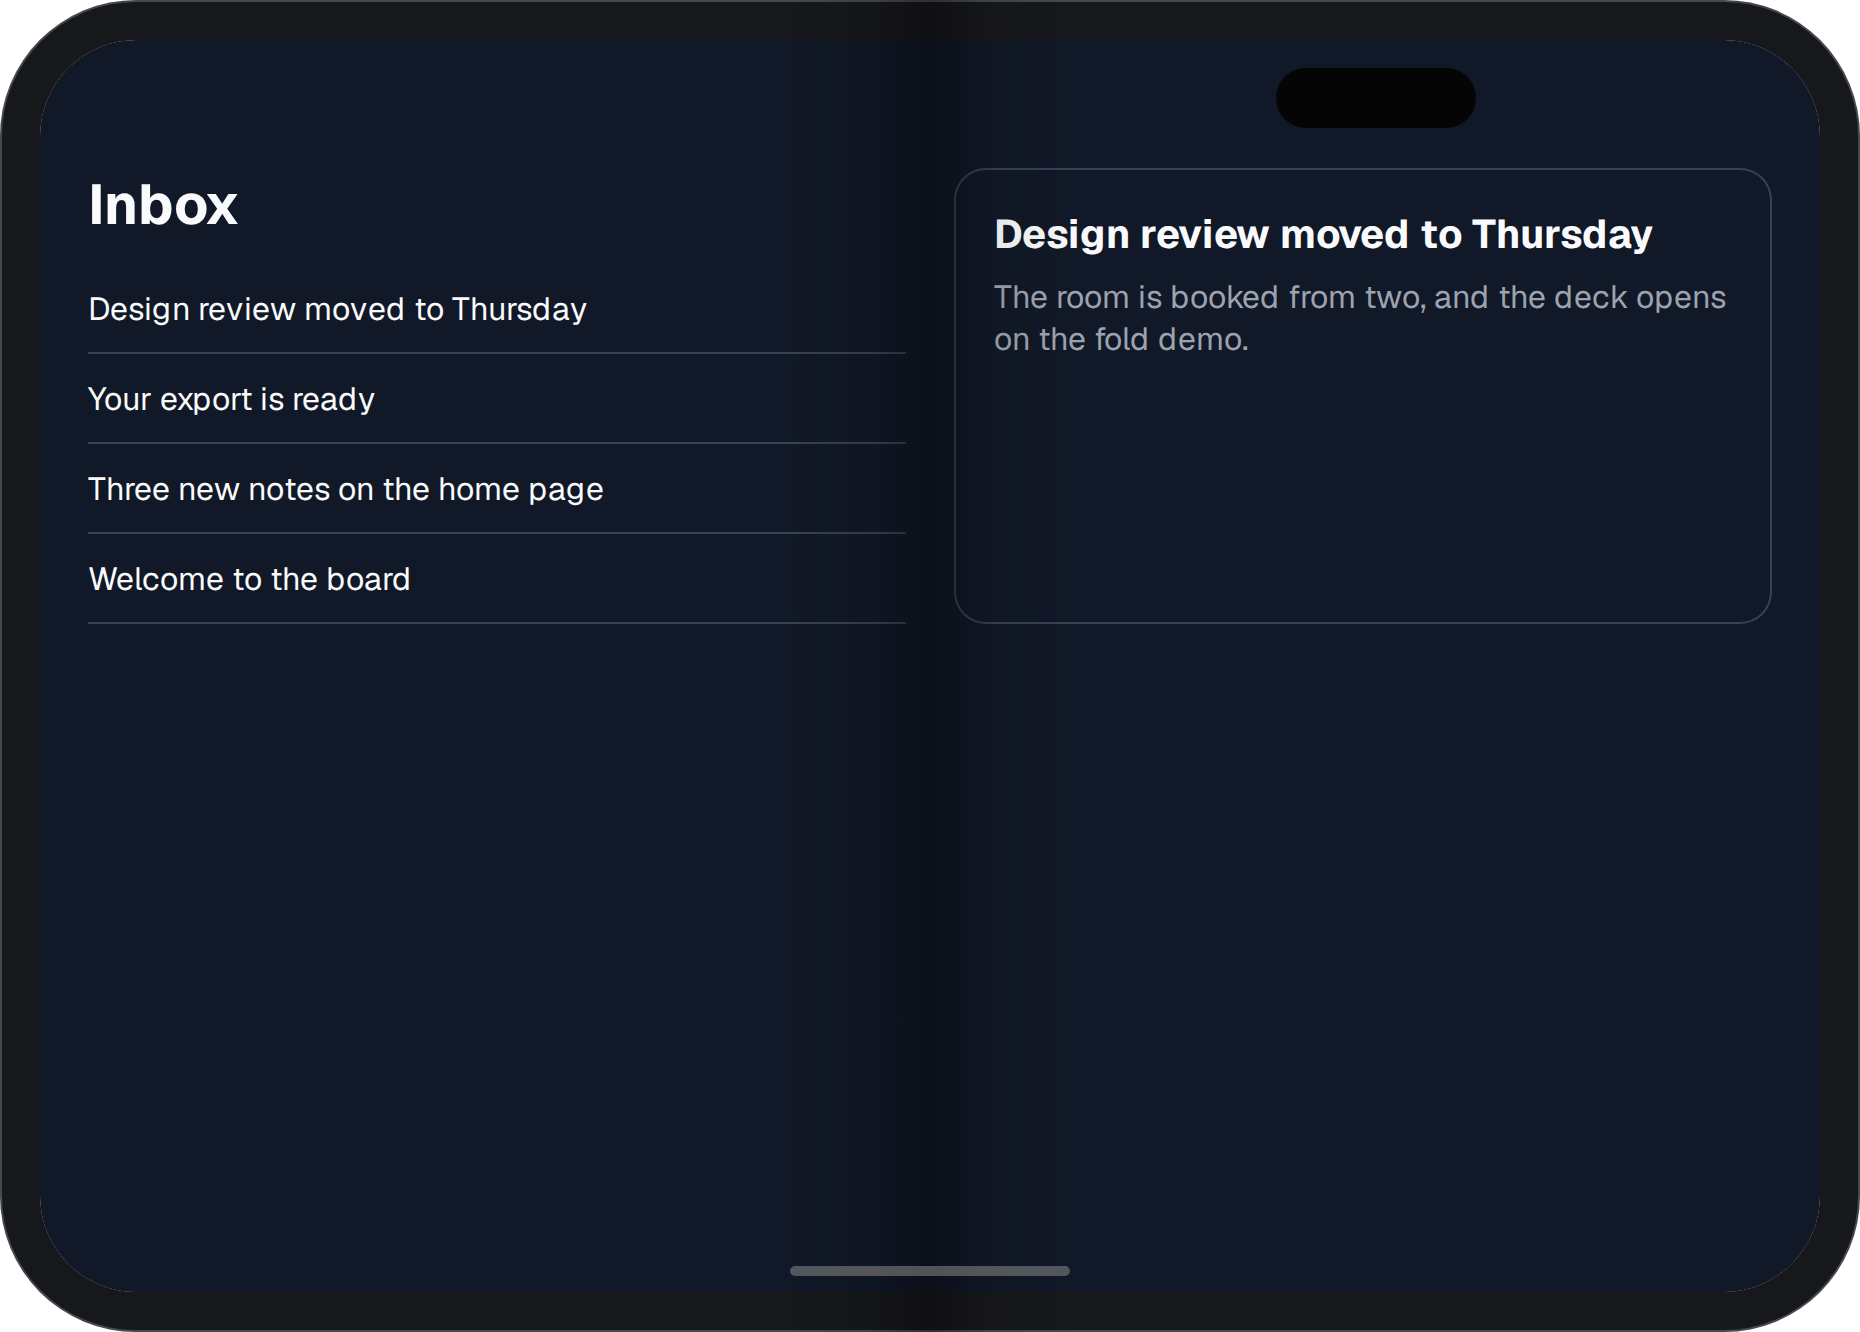 Inbox
Design review moved to Thursday
Your export is ready
Three new notes on the home page
Welcome to the board
Design review moved to Thursday
The room is booked from two, and the deck opens
on the fold demo.